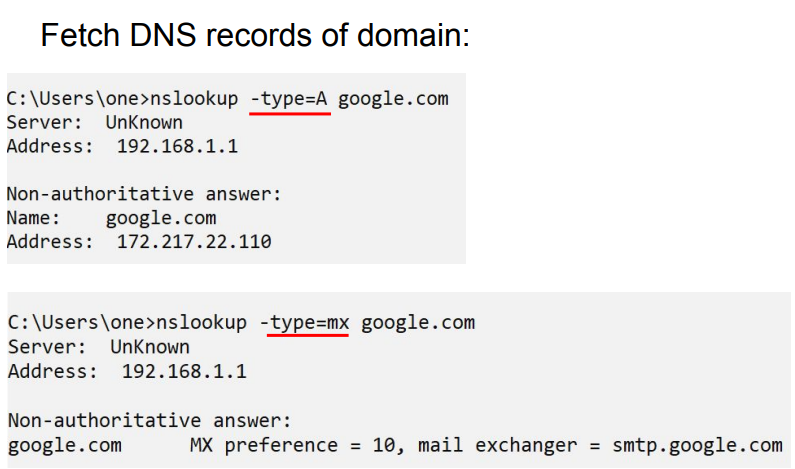 Fetch DNS records of domain:
C:\Users\one>nslookup -type=A google.com
Server:  UnKnown
Address:  192.168.1.1
Non-authoritative answer:
Name:    google.com
Address:  172.217.22.110
C:\Users\one>nslookup -type=mx google.com
Server:  UnKnown
Address:  192.168.1.1
Non-authoritative answer:
google.com      MX preference = 10, mail exchanger = smtp.google.com